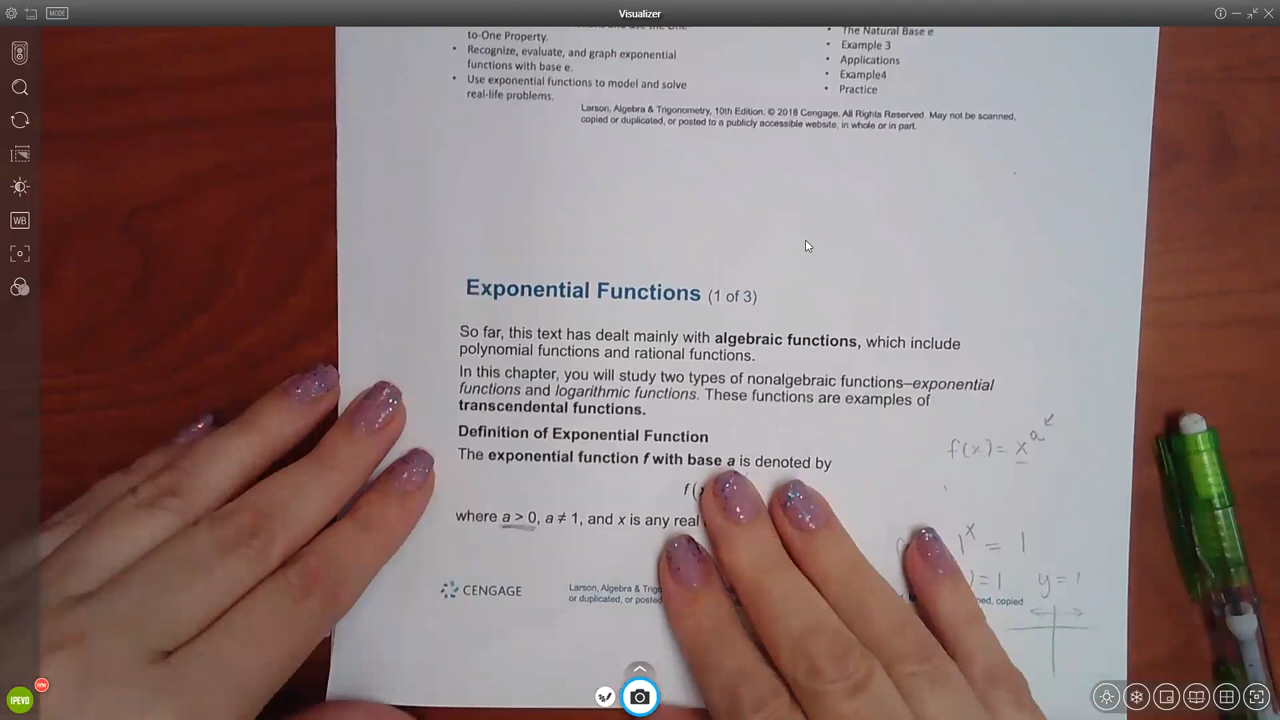 MODE
Visualizer
to-One Property.
• Recognize, evaluate, and graph exponential
functions with base e.
• Use exponential functions to model and solve
real-life problems.
• The Natural Base e
• Example 3
• Applications
• Example4
• Practice
Larson, Algebra & Trigonometry, 10th Edition. © 2018 Cengage. All Rights Reserved. May not be scanned,
copied or duplicated, or posted to a publicly accessible website, in whole or in part.
WB
Exponential Functions (1 of 3)
So far, this text has dealt mainly with algebraic functions, which include
polynomial functions and rational functions.
In this chapter, you will study two types of nonalgebraic functions–exponential
functions and logarithmic functions. These functions are examples of
transcendental functions.
Definition of Exponential Function
The exponential function f with base a is denoted by
f(x) = x^a
f(
where a > 0, a ≠ 1, and x is any real
1^x = 1
) = 1 y = 1
CENGAGE
Larson, Algebra & Trig
or duplicated, or posted
ned, copied
IPEVO